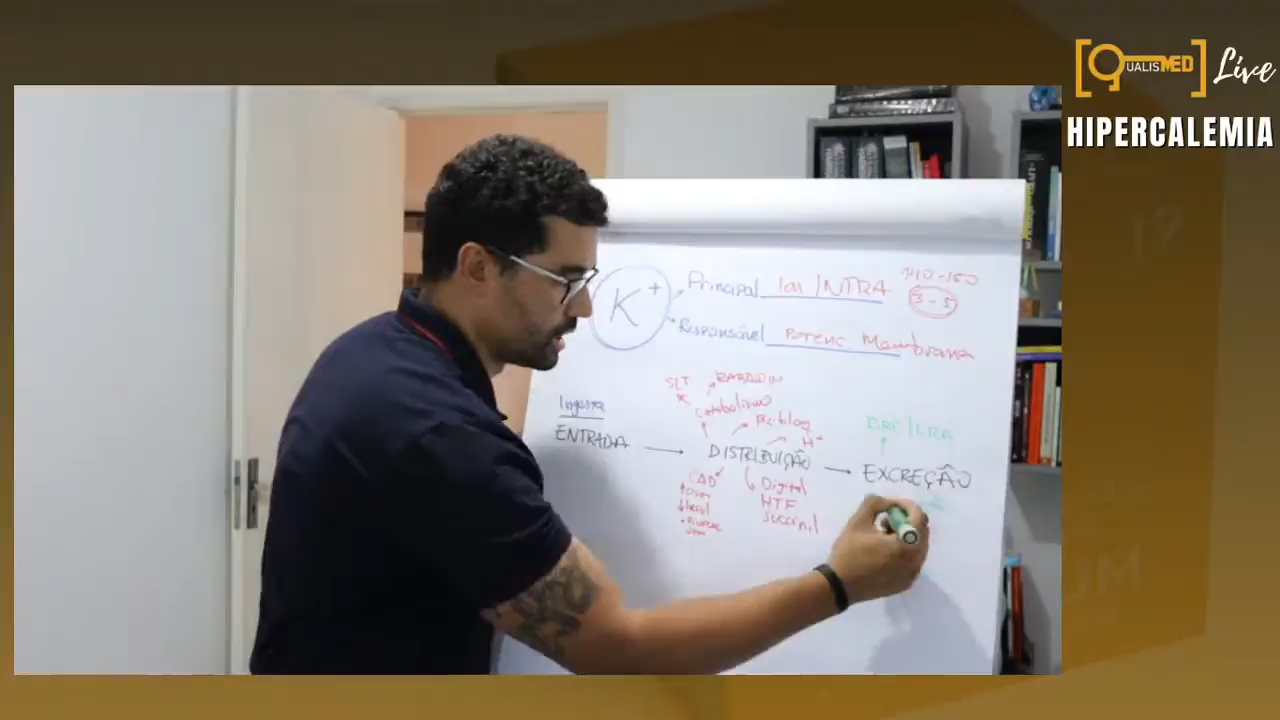 QUALISMED Live
HIPERCALEMIA
K+
Principal Íon INTRA 140-150
3-5
Responsável Potenc. Membrana
SLT RABDOM
Catabolismo
Ingesta
B-bloq
DRC/LRA
H+
ENTRADA → DISTRIBUIÇÃO → EXCREÇÃO
CAD Digital
HTF
Succinil